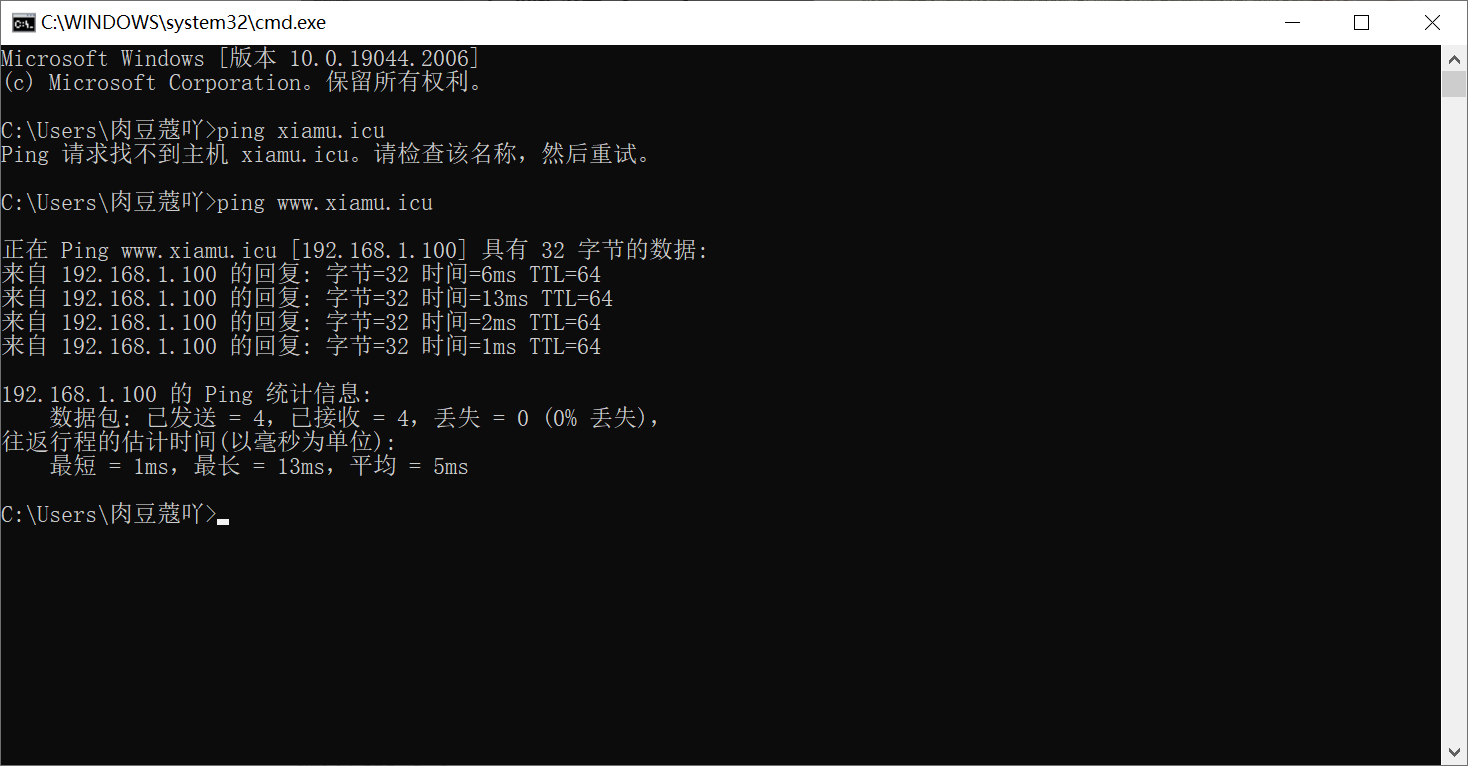 C:\WINDOWS\system32\cmd.exe
Microsoft Windows [版本 10.0.19044.2006]
(c) Microsoft Corporation。保留所有权利。
C:\Users\肉豆蔻吖>ping xiamu.icu
Ping 请求找不到主机 xiamu.icu。请检查该名称，然后重试。
C:\Users\肉豆蔻吖>ping www.xiamu.icu
正在 Ping www.xiamu.icu [192.168.1.100] 具有 32 字节的数据:
来自 192.168.1.100 的回复: 字节=32 时间=6ms TTL=64
来自 192.168.1.100 的回复: 字节=32 时间=13ms TTL=64
来自 192.168.1.100 的回复: 字节=32 时间=2ms TTL=64
来自 192.168.1.100 的回复: 字节=32 时间=1ms TTL=64
192.168.1.100 的 Ping 统计信息:
    数据包: 已发送 = 4，已接收 = 4，丢失 = 0 (0% 丢失)，
往返行程的估计时间(以毫秒为单位):
    最短 = 1ms，最长 = 13ms，平均 = 5ms
C:\Users\肉豆蔻吖>